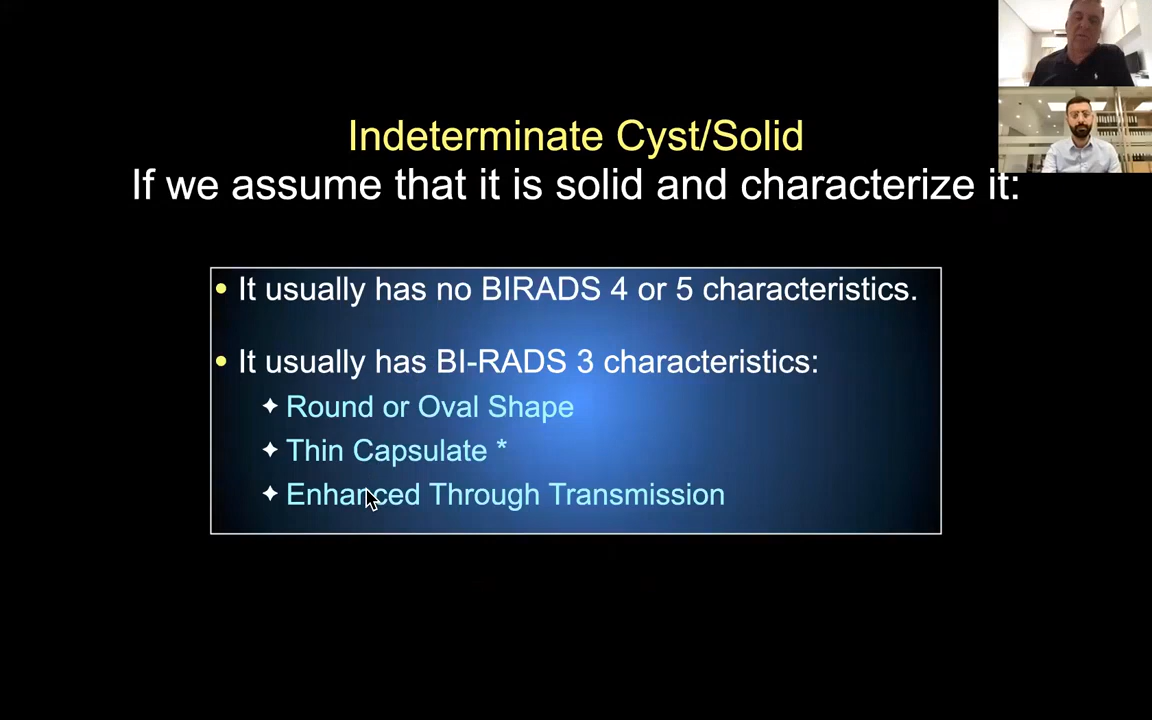 Indeterminate Cyst/Solid
If we assume that it is solid and characterize it:
• It usually has no BIRADS 4 or 5 characteristics.
• It usually has BI-RADS 3 characteristics:
✦ Round or Oval Shape
✦ Thin Capsulate *
✦ Enhanced Through Transmission